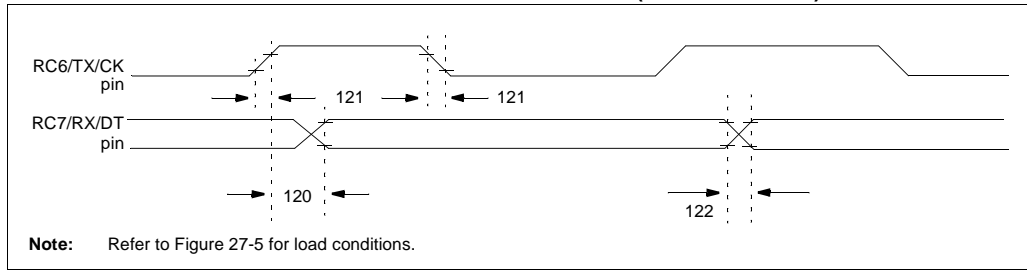 RC6/TX/CK
pin
121
121
RC7/RX/DT
pin
120
122
Note: Refer to Figure 27-5 for load conditions.